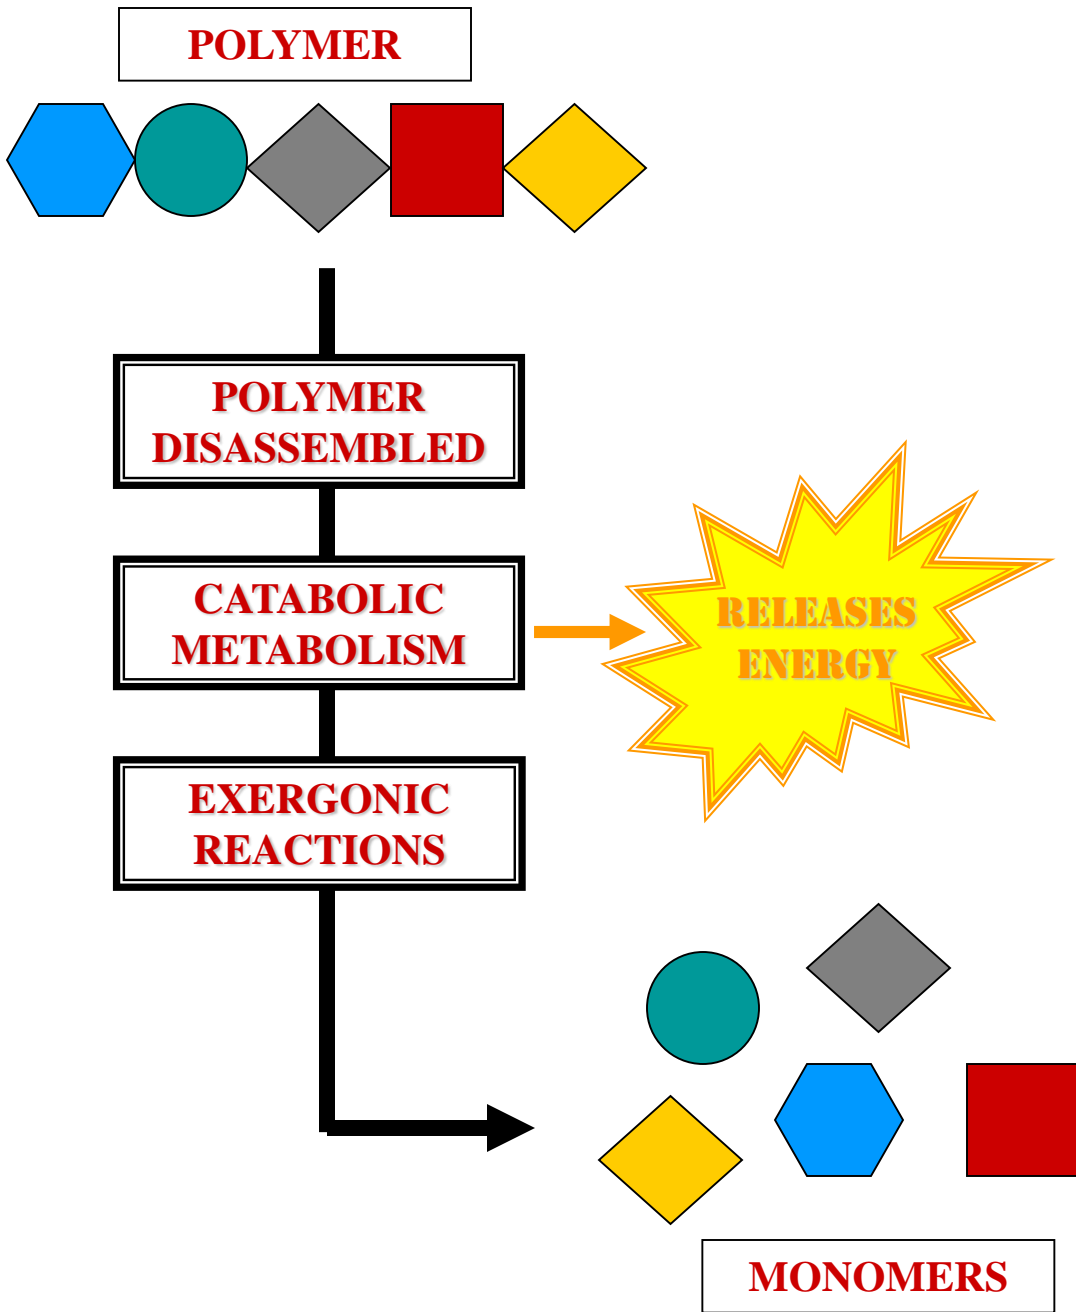 POLYMER
POLYMER
DISASSEMBLED
CATABOLIC
METABOLISM
RELEASES
ENERGY
EXERGONIC
REACTIONS
MONOMERS